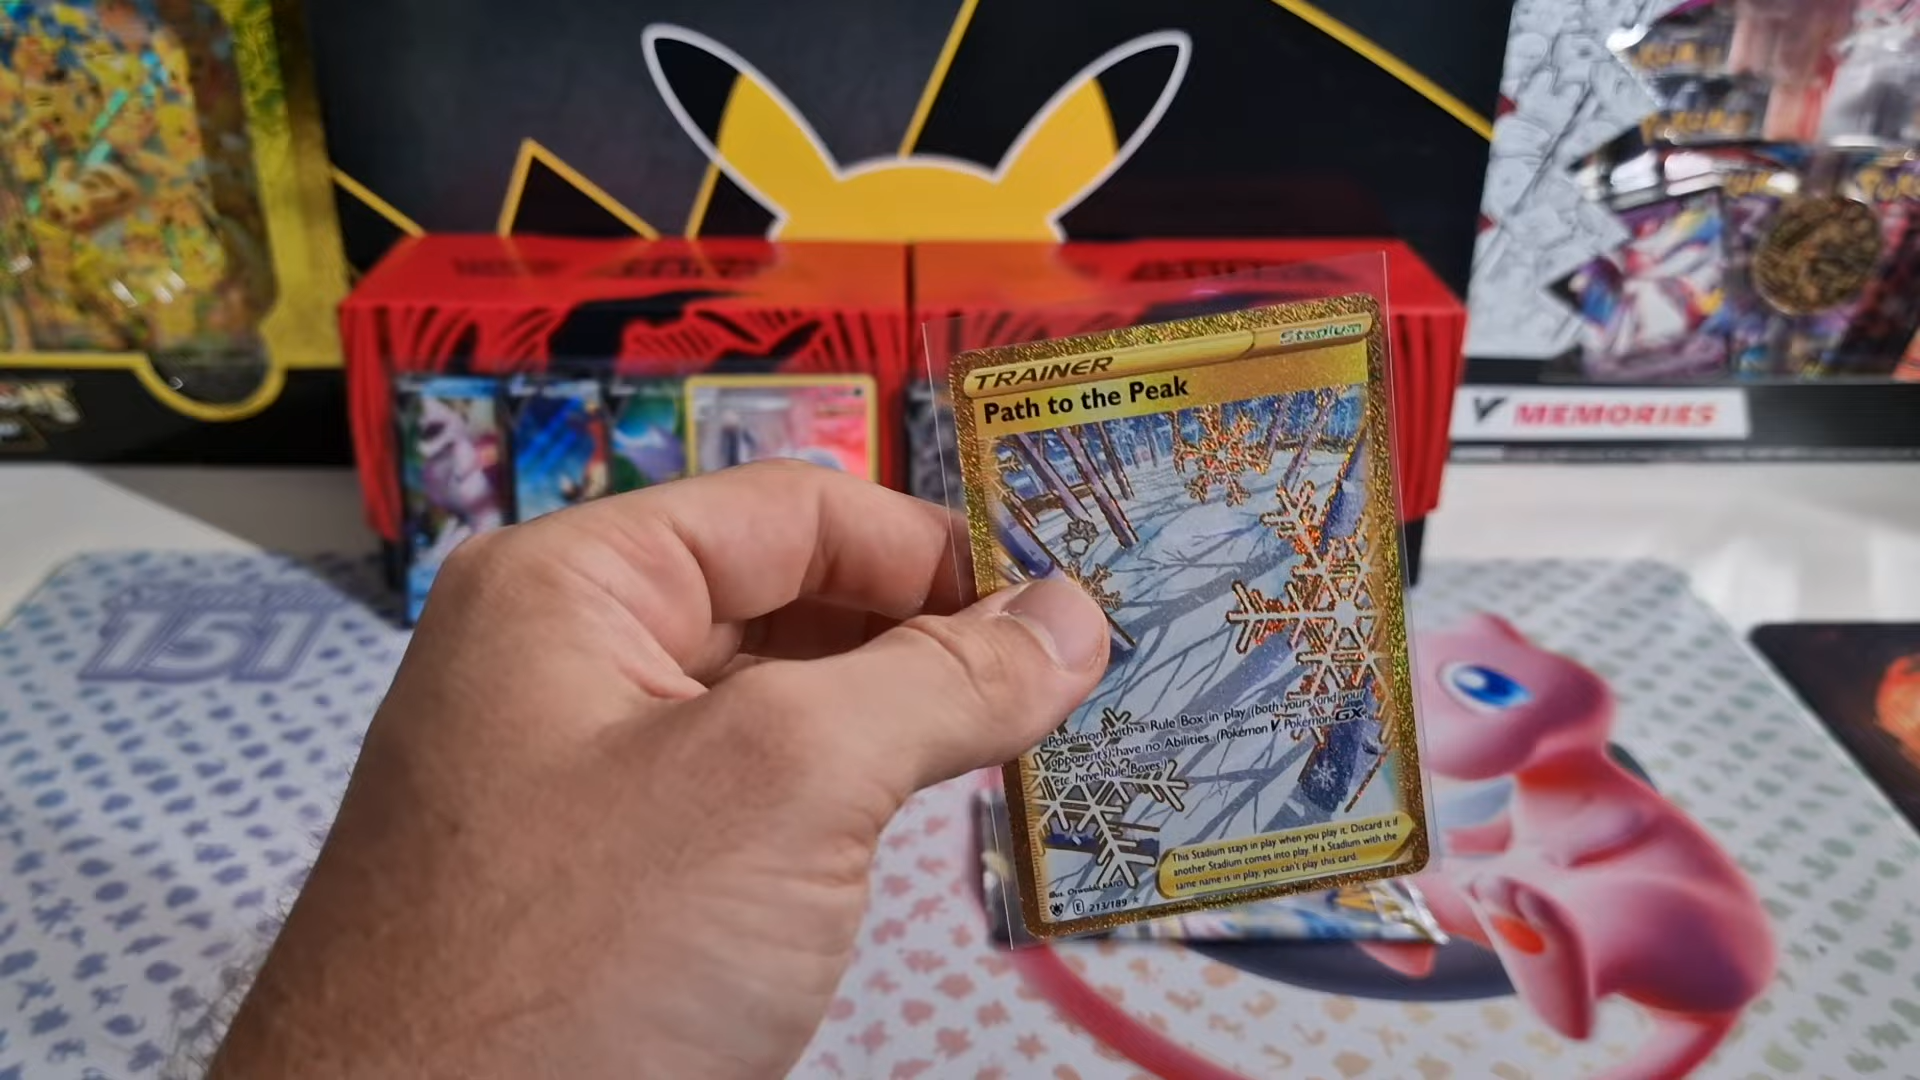 MEMORIES
Stadium
TRAINER
Path to the Peak
151
Pokémon with a Rule Box in play (both yours and your
opponent's) have no Abilities. (Pokémon V, Pokémon-GX,
etc. have Rule Boxes.)
This Stadium stays in play when you play it. Discard it if
another Stadium comes into play. If a Stadium with the
same name is in play, you can't play this card.
Illus. Oswaldo KATO
E 213/189